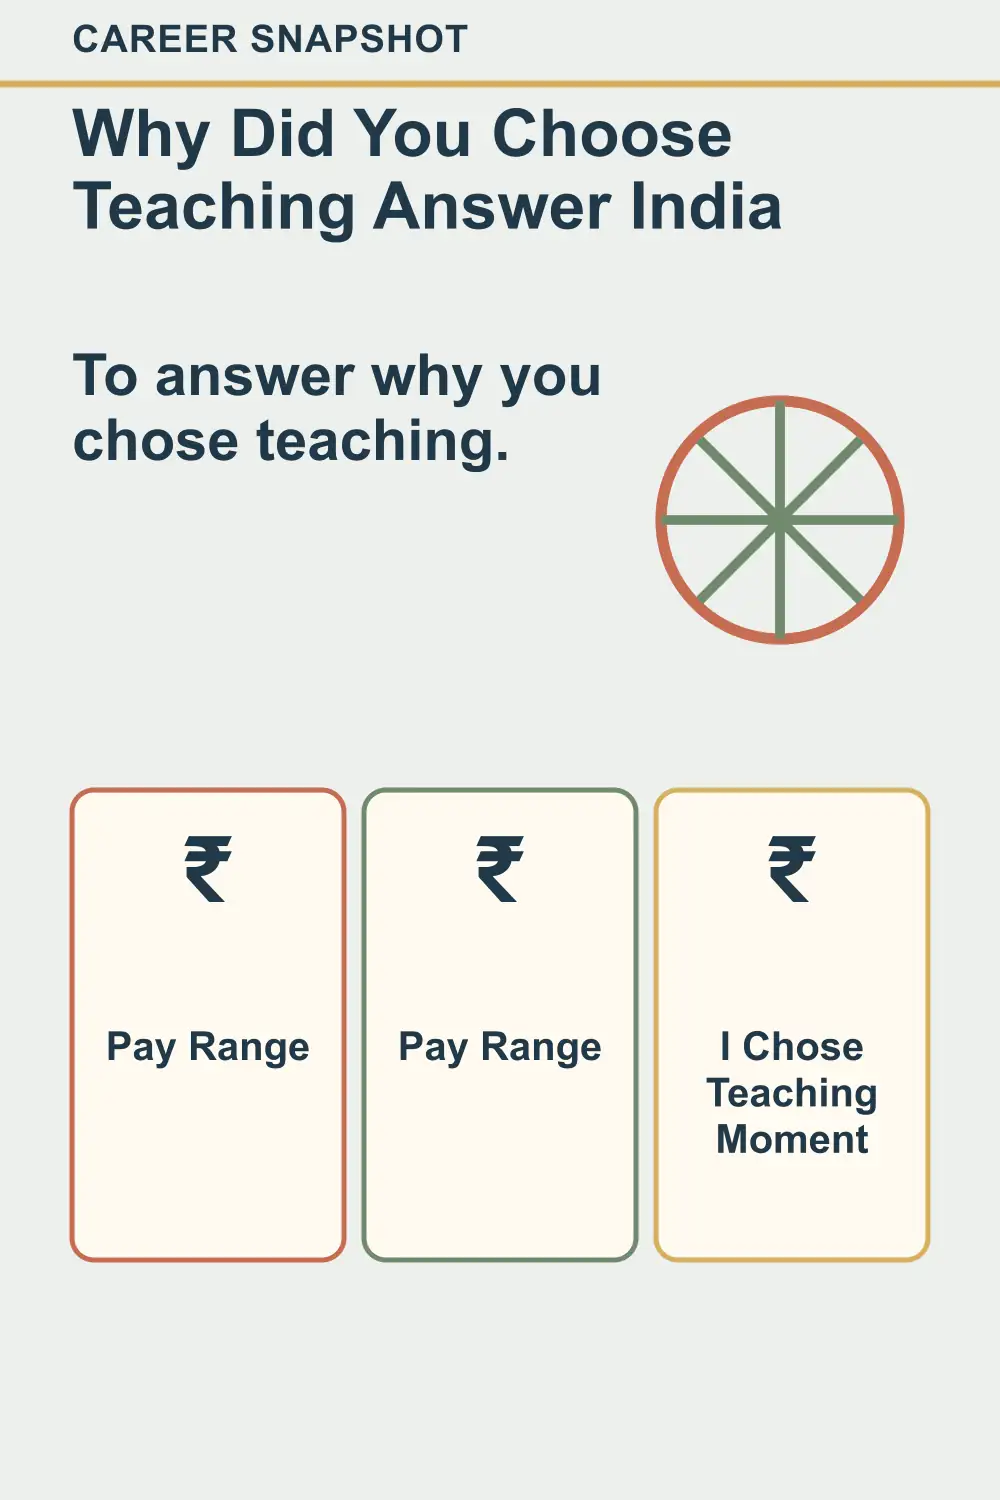 CAREER SNAPSHOT
Why Did You Choose
Teaching Answer India
To answer why you
chose teaching.
₹
₹
₹
Pay Range
Pay Range
I Chose
Teaching
Moment